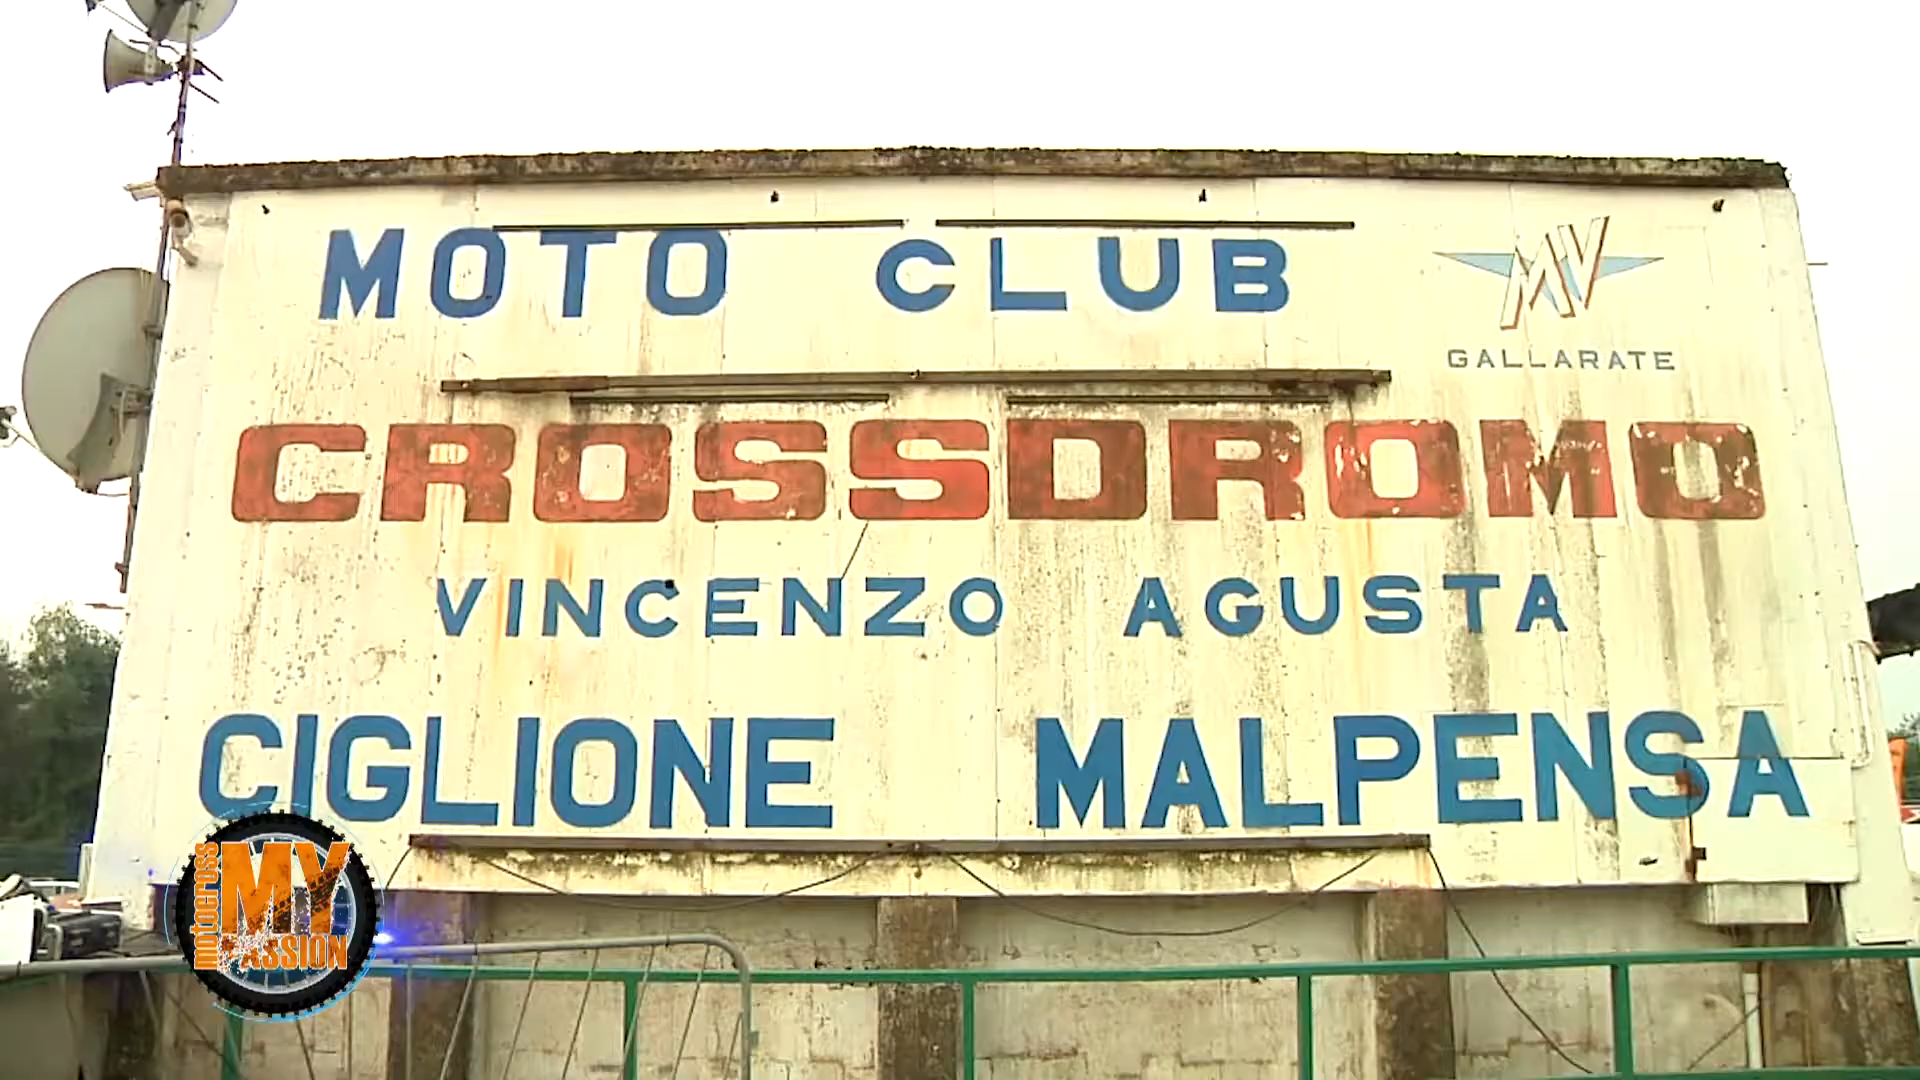 MOTO CLUB
MV
GALLARATE
CROSSDROMO
VINCENZO AGUSTA
CIGLIONE MALPENSA
motocross
MY
PASSION